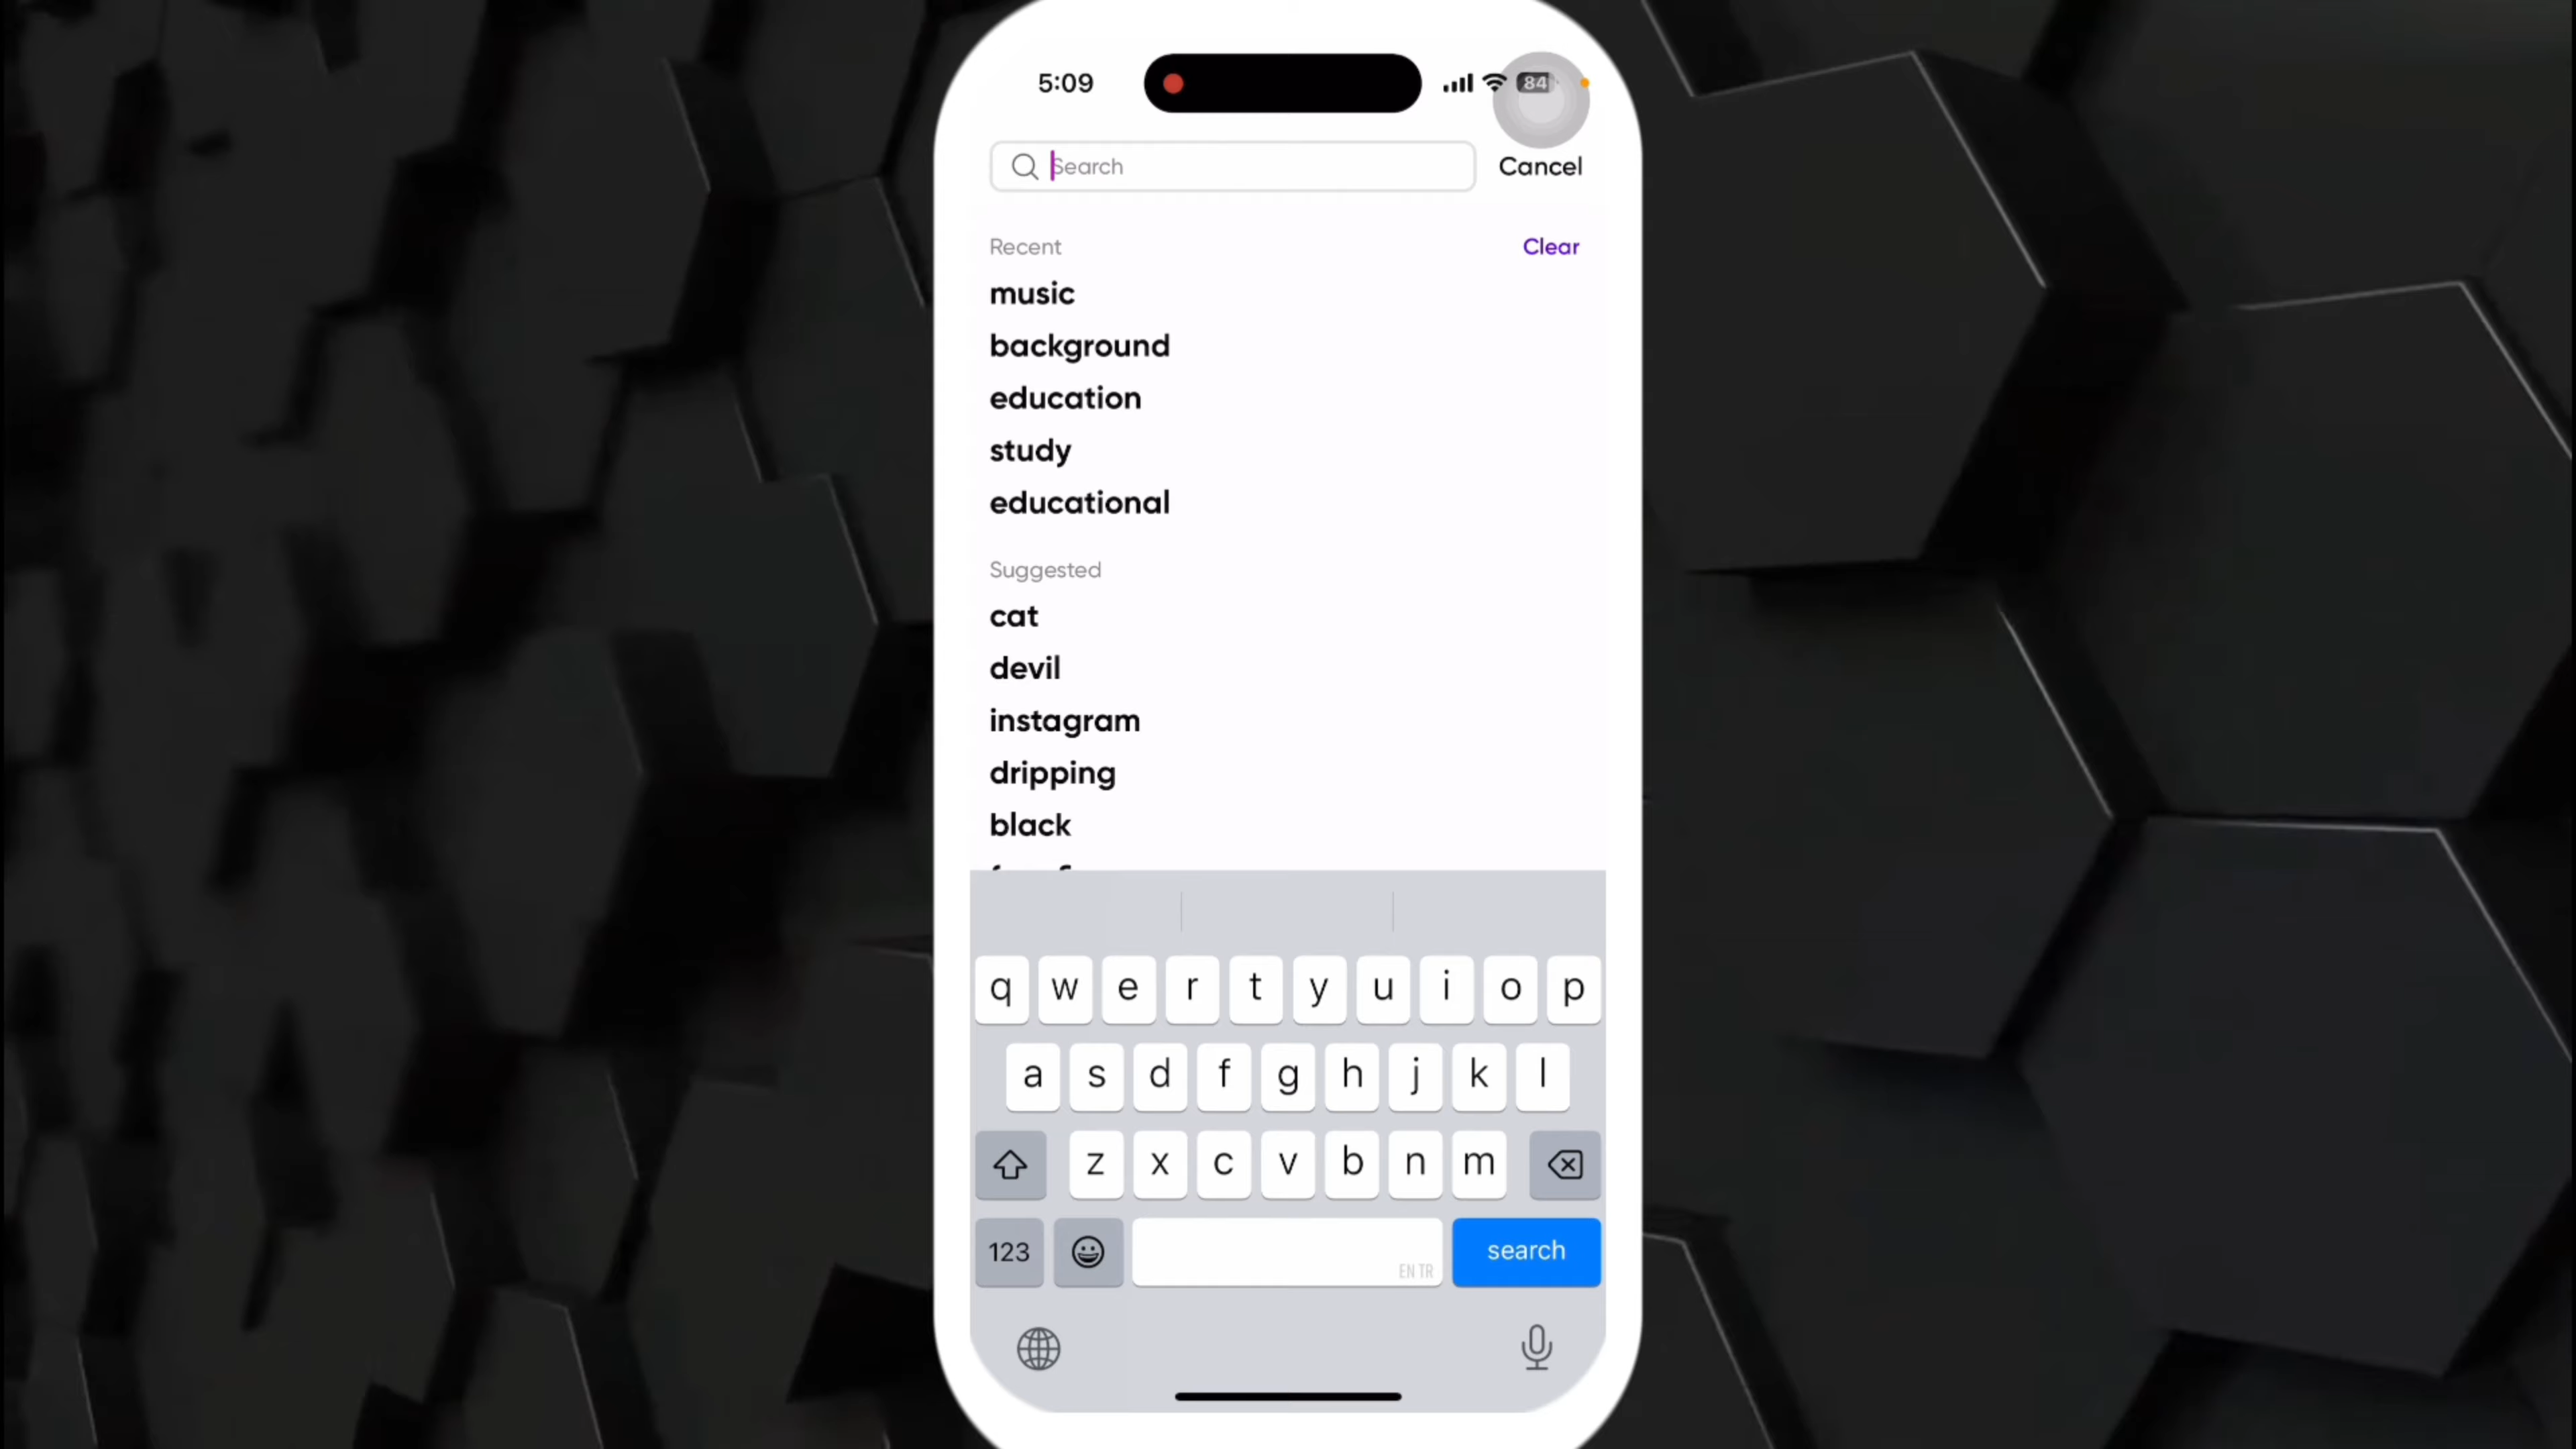 5:09
84
Search
Cancel
Recent
Clear
music
background
education
study
educational
Suggested
cat
devil
instagram
dripping
black
q w e r t y u i o p
a s d f g h j k l
z x c v b n m
123
EN TR
search